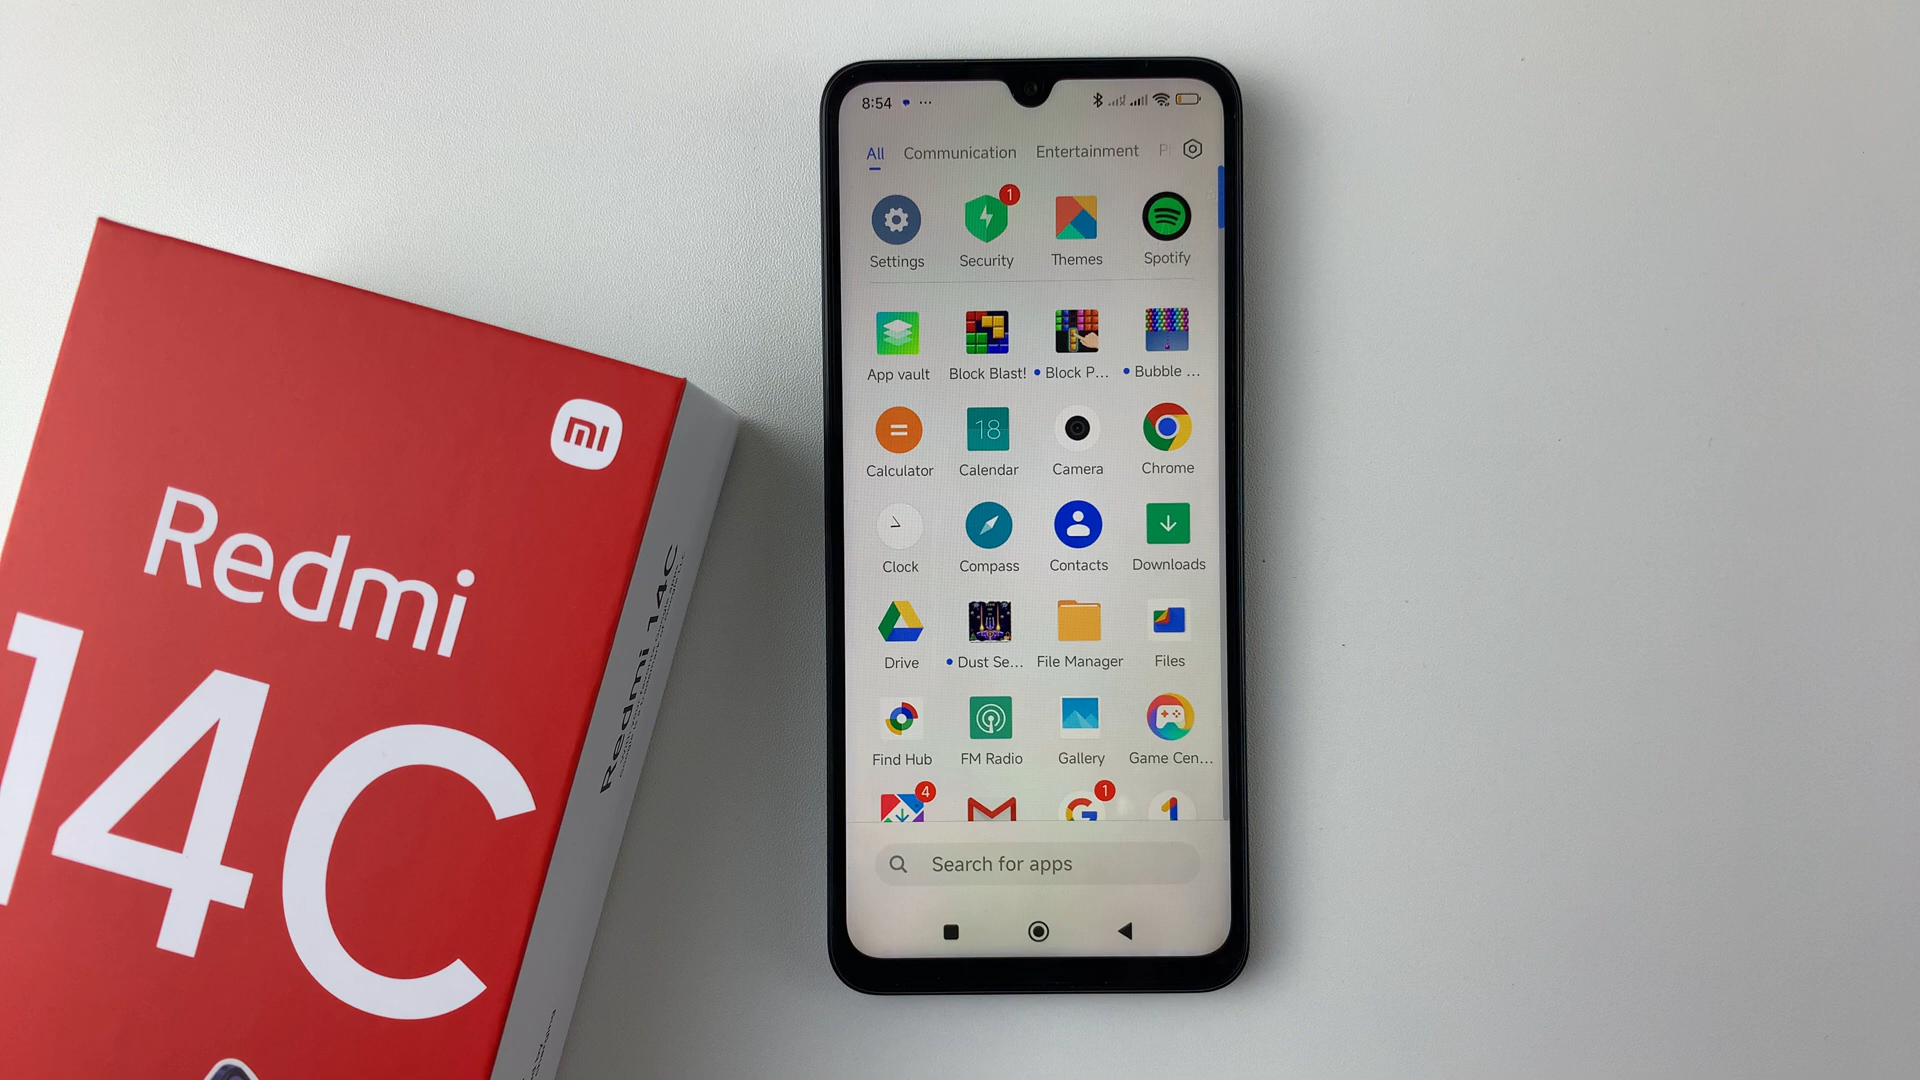 mi
Redmi
14C
Redmi 14C
8:54
All Communication Entertainment
1
Settings Security Themes Spotify
App vault Block Blast! Block P... Bubble ...
18
Calculator Calendar Camera Chrome
Clock Compass Contacts Downloads
Drive Dust Se... File Manager Files
Find Hub FM Radio Gallery Game Cen...
4 1
Search for apps